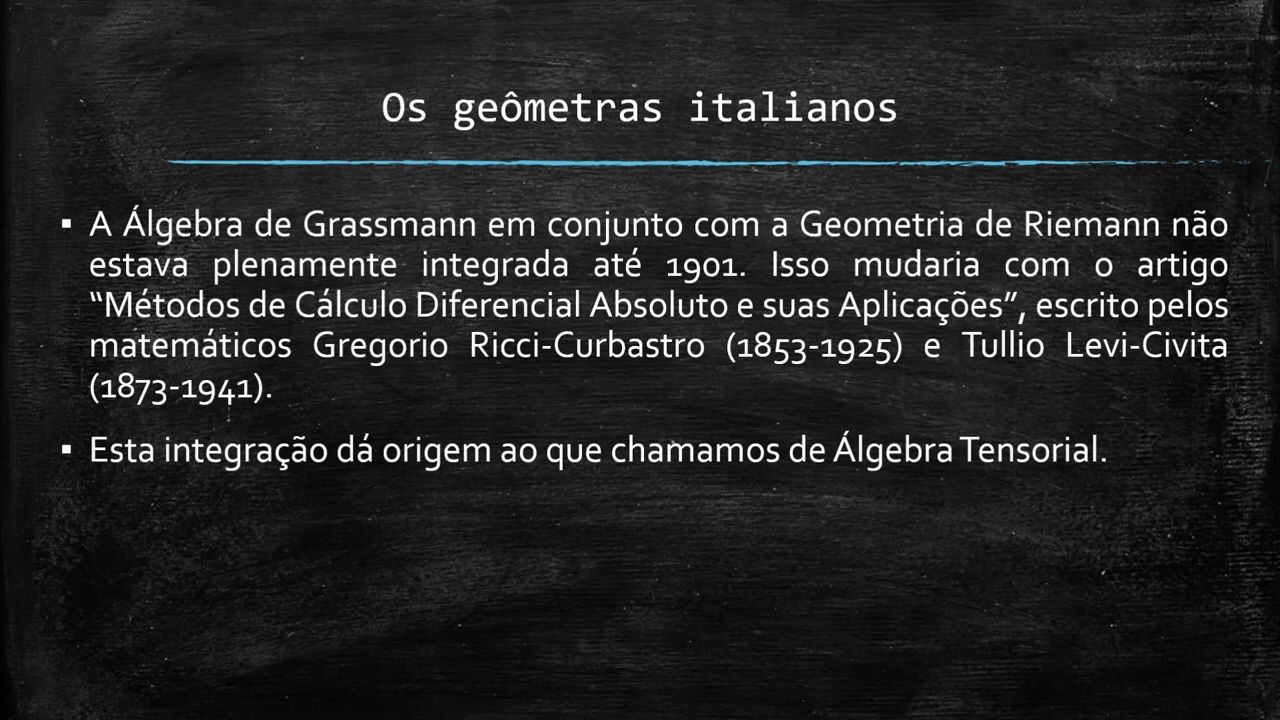 Os geômetras italianos
▪ A Álgebra de Grassmann em conjunto com a Geometria de Riemann não
estava plenamente integrada até 1901. Isso mudaria com o artigo
“Métodos de Cálculo Diferencial Absoluto e suas Aplicações”, escrito pelos
matemáticos Gregorio Ricci-Curbastro (1853-1925) e Tullio Levi-Civita
(1873-1941).
▪ Esta integração dá origem ao que chamamos de Álgebra Tensorial.